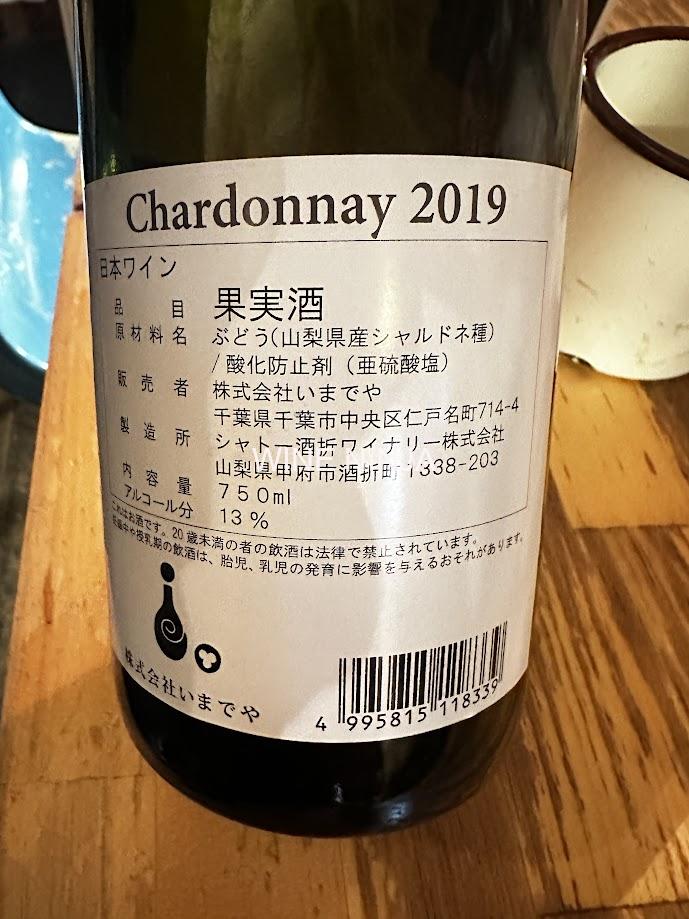 Chardonnay 2019
日本ワイン
品目 果実酒
原材料名 ぶどう(山梨県産シャルドネ種)
/ 酸化防止剤(亜硫酸塩)
販売者 株式会社いまでや
千葉県千葉市中央区仁戸名町714-4
製造所 シャトー酒折ワイナリー株式会社
山梨県甲府市酒折町1338-203
内容量 750ml
アルコール分 13%
これはお酒です。20歳未満の者の飲酒は法律で禁止されています。
妊娠中や授乳期の飲酒は、胎児、乳児の発育に影響を与えるおそれがあります。
株式会社いまでや
4 995815 118339